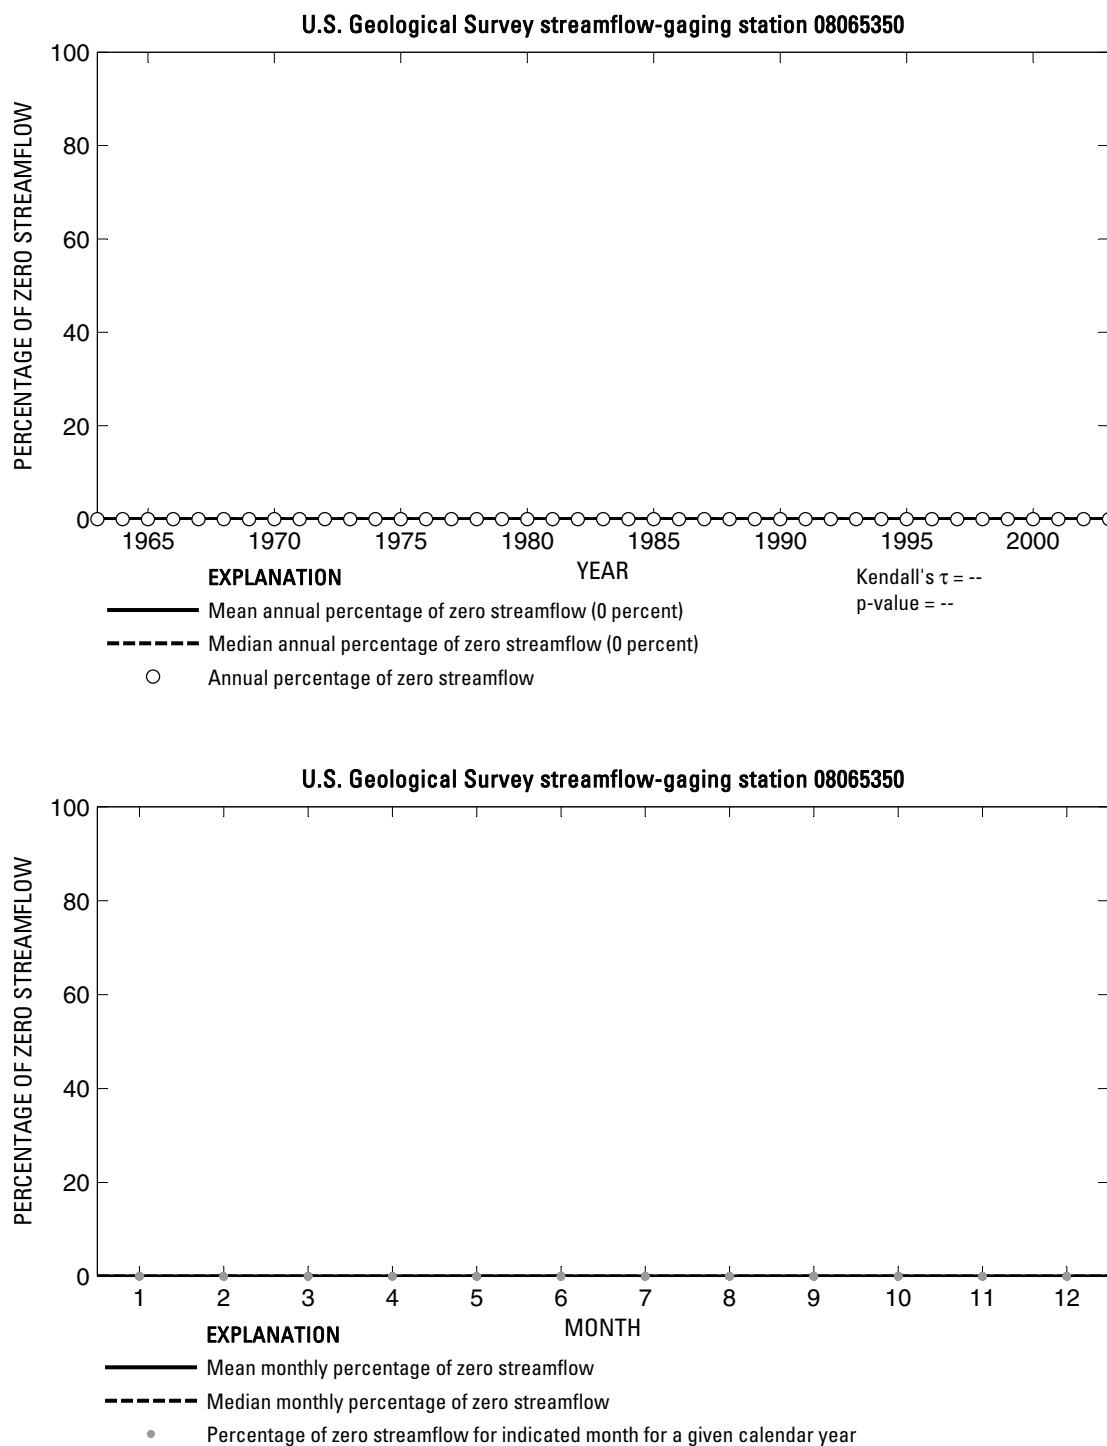 U.S. Geological Survey streamflow-gaging station 08065350
PERCENTAGE OF ZERO STREAMFLOW
100
80
60
40
20
0
1965 1970 1975 1980 1985 1990 1995 2000
YEAR
EXPLANATION
Mean annual percentage of zero streamflow (0 percent)
Median annual percentage of zero streamflow (0 percent)
Annual percentage of zero streamflow
Kendall's τ = --
p-value = --
U.S. Geological Survey streamflow-gaging station 08065350
PERCENTAGE OF ZERO STREAMFLOW
100
80
60
40
20
0
1 2 3 4 5 6 7 8 9 10 11 12
MONTH
EXPLANATION
Mean monthly percentage of zero streamflow
Median monthly percentage of zero streamflow
Percentage of zero streamflow for indicated month for a given calendar year